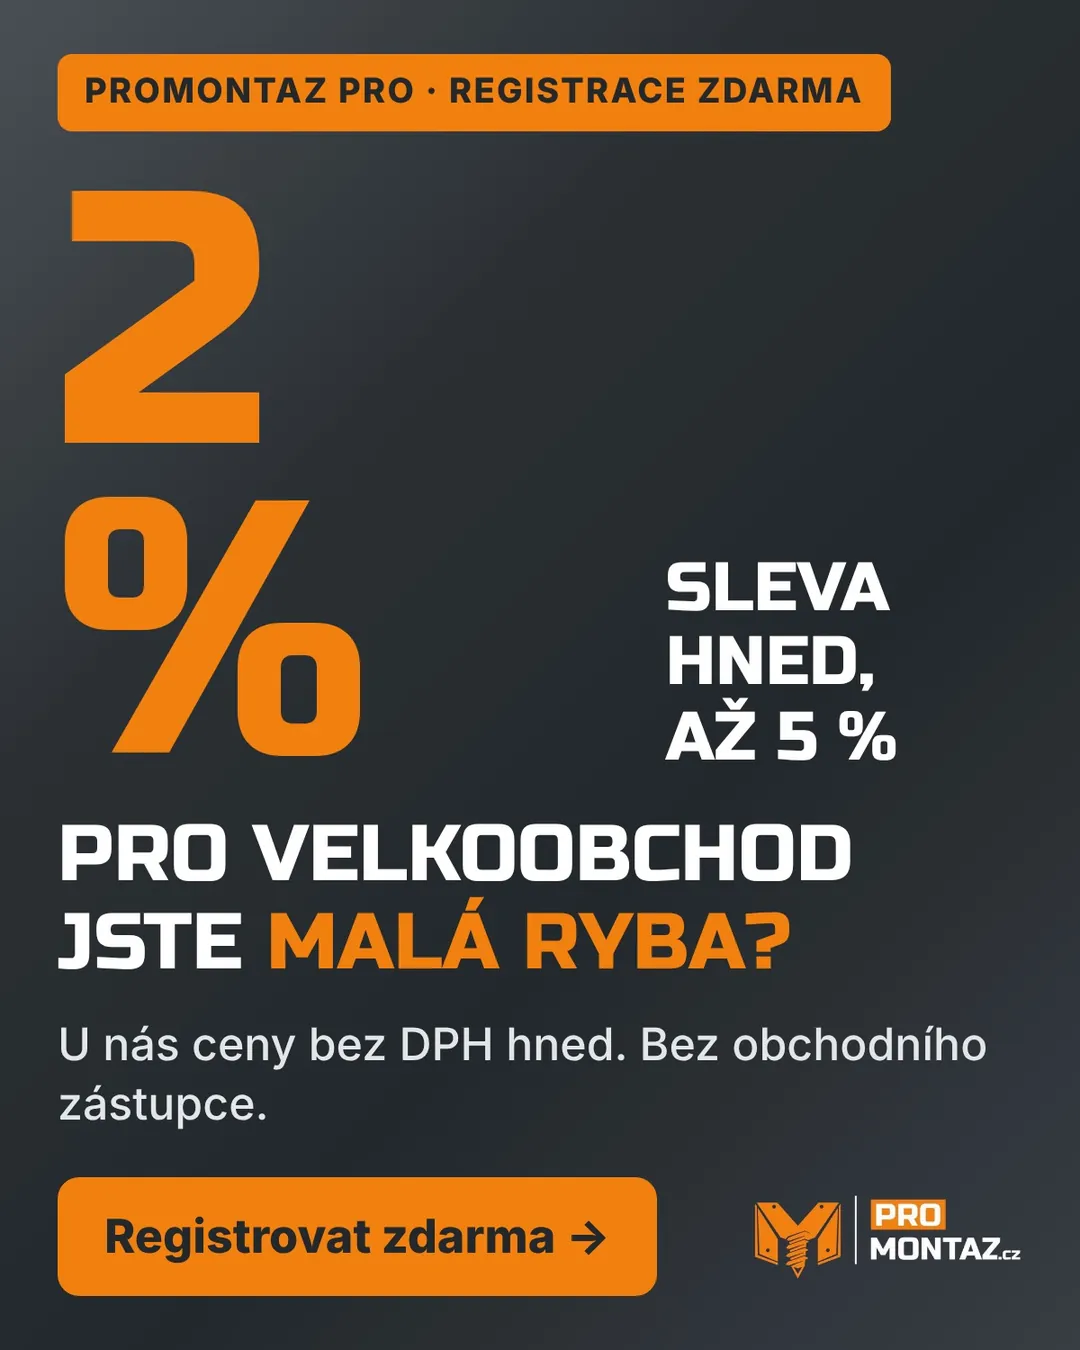 PROMONTAZ PRO · REGISTRACE ZDARMA
2
%
SLEVA
HNED,
AŽ 5 %
PRO VELKOOBCHOD
JSTE MALÁ RYBA?
U nás ceny bez DPH hned. Bez obchodního
zástupce.
Registrovat zdarma →
PRO
MONTAZ.cz